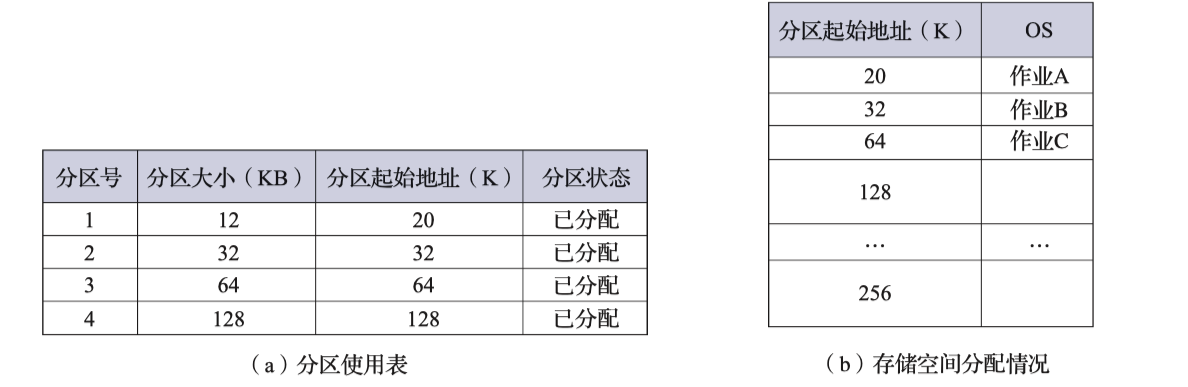 分区号 分区大小（KB） 分区起始地址（K） 分区状态
1 12 20 已分配
2 32 32 已分配
3 64 64 已分配
4 128 128 已分配
（a）分区使用表
分区起始地址（K） OS
20 作业A
32 作业B
64 作业C
128
… …
256
（b）存储空间分配情况